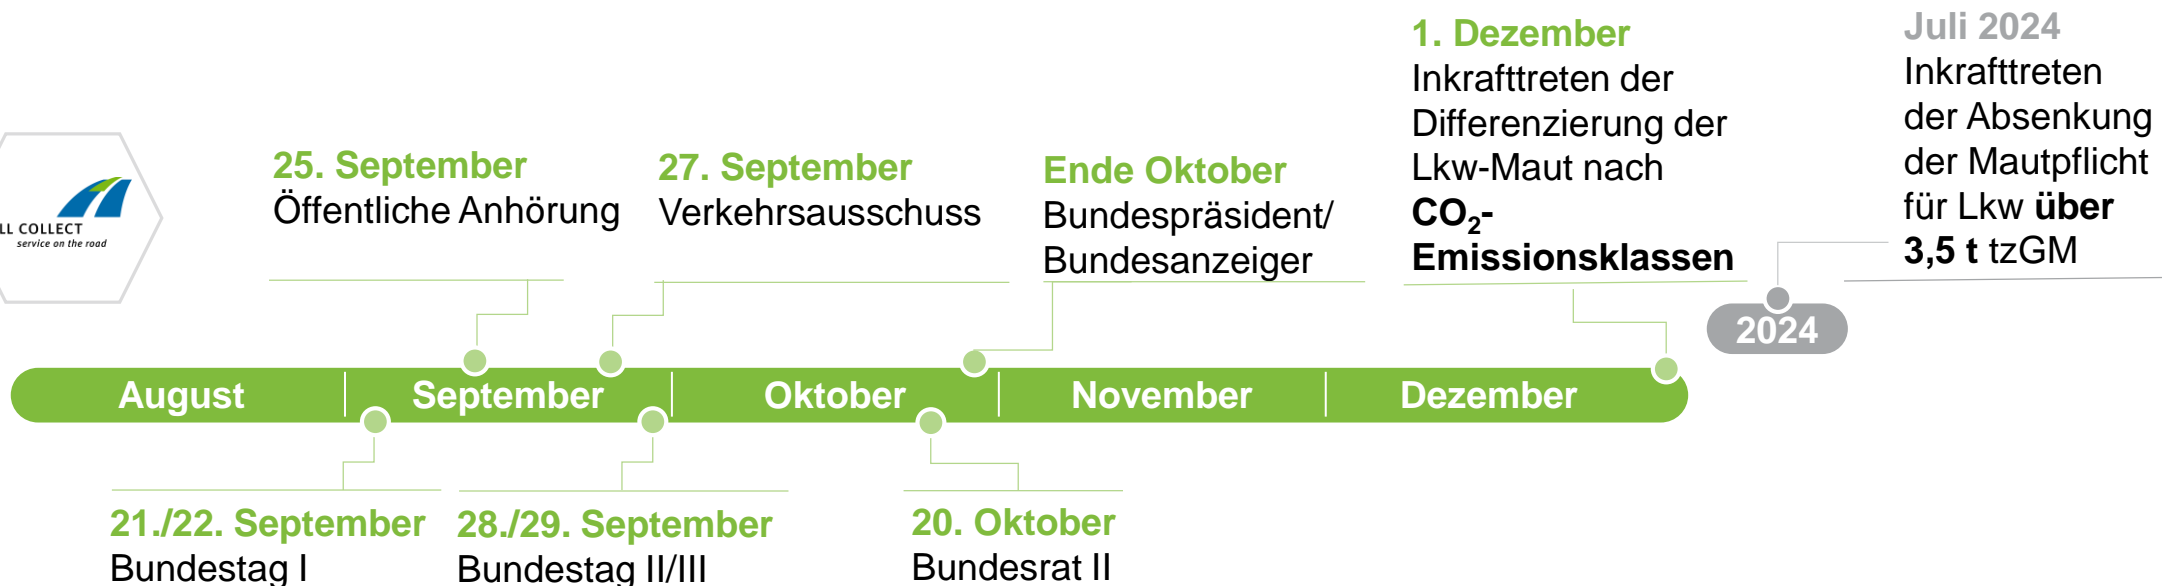 1. Dezember
Inkrafttreten der
Differenzierung der
Lkw-Maut nach
CO₂-
Emissionsklassen
Juli 2024
Inkrafttreten
der Absenkung
der Mautpflicht
für Lkw über
3,5 t tzGM
LL COLLECT
service on the road
25. September
Öffentliche Anhörung
27. September
Verkehrsausschuss
Ende Oktober
Bundespräsident/
Bundesanzeiger
2024
August
September
Oktober
November
Dezember
21./22. September
Bundestag I
28./29. September
Bundestag II/III
20. Oktober
Bundesrat II